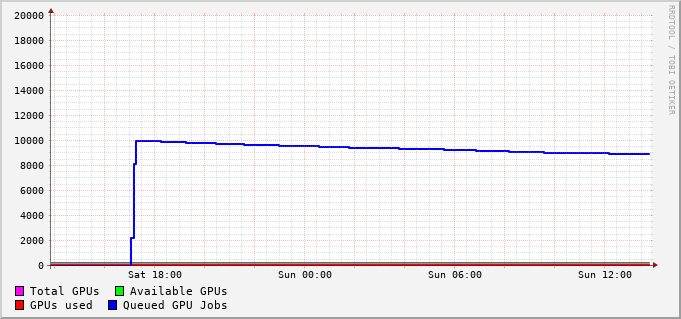 20000
18000
16000
14000
12000
10000
8000
6000
4000
2000
0
Sat 18:00 Sun 00:00 Sun 06:00 Sun 12:00
Total GPUs Available GPUs
GPUs used Queued GPU Jobs
RRDTOOL / TOBI OETIKER